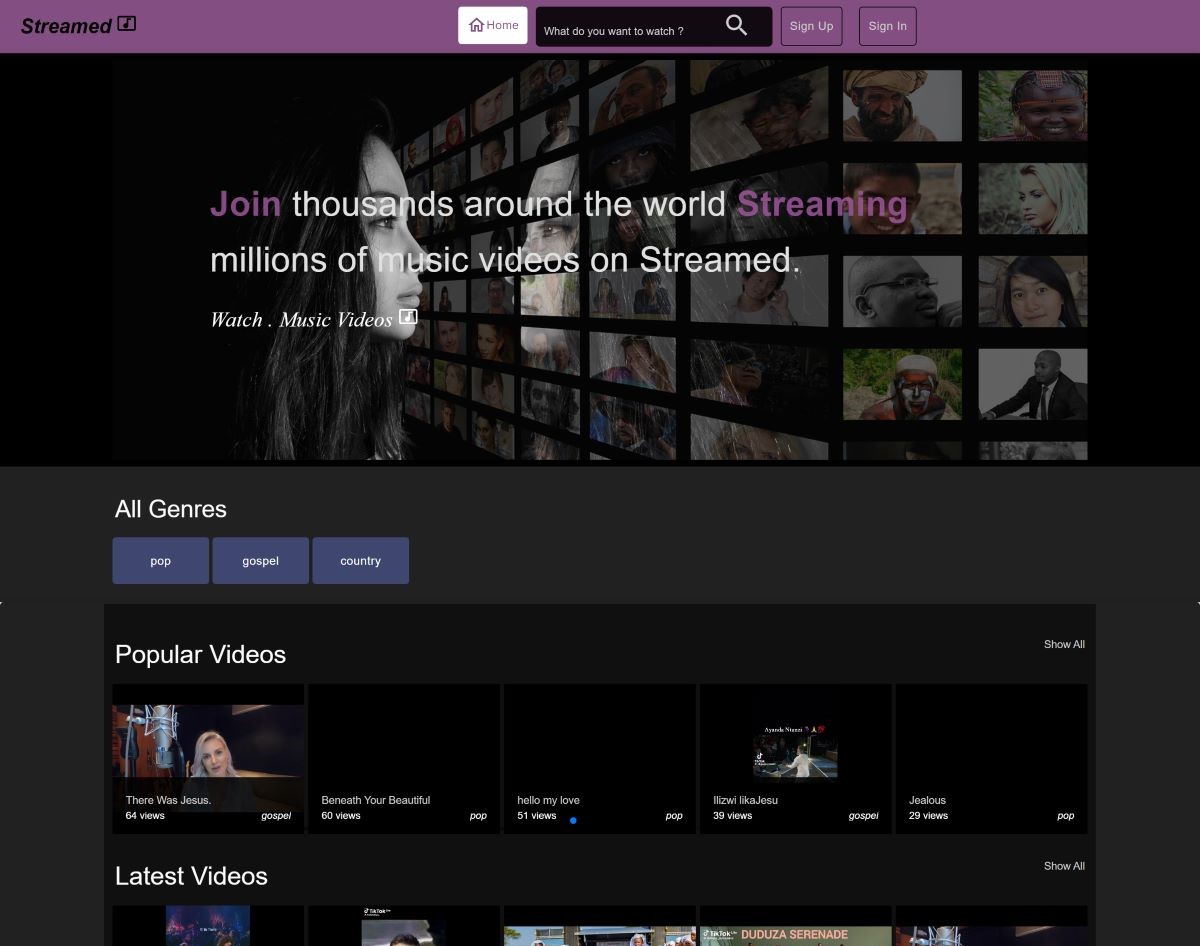 Streamed
Home
What do you want to watch ?
Sign Up
Sign In
Join thousands around the world Streaming
millions of music videos on Streamed.
Watch . Music Videos
All Genres
pop
gospel
country
Popular Videos
Show All
There Was Jesus.
64 views
gospel
Beneath Your Beautiful
60 views
pop
hello my love
51 views
pop
Ayanda Ntanzi
TikTok
Ilizwi likaJesu
39 views
gospel
Jealous
29 views
pop
Latest Videos
Show All
TikTok
TikTok
DUDUZA SERENADE